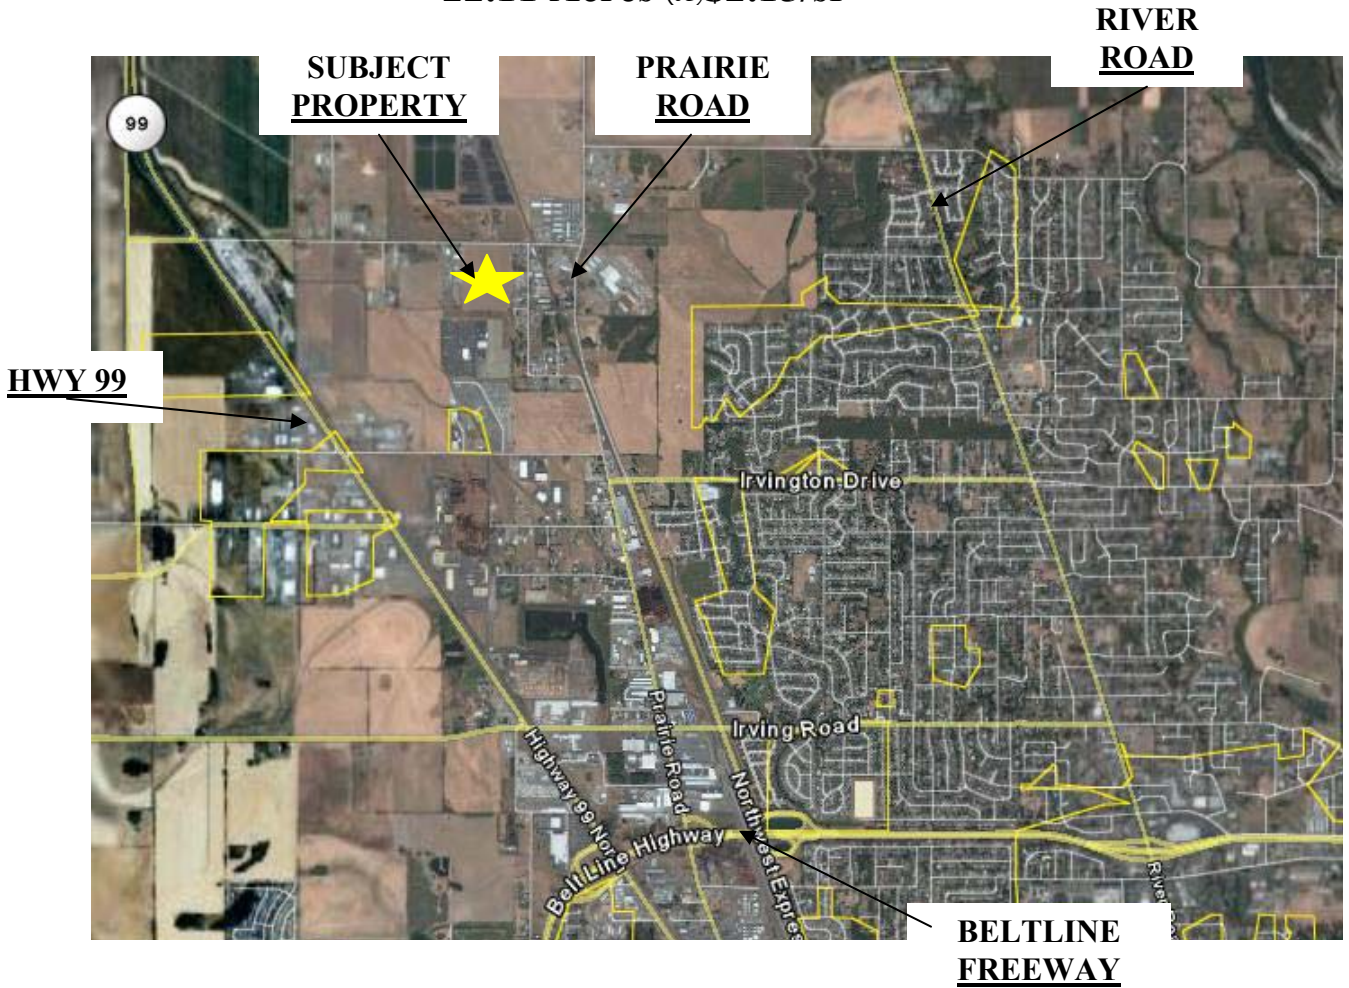 RIVER
ROAD
SUBJECT
PROPERTY
PRAIRIE
ROAD
99
HWY 99
Irvington Drive
Irving Road
Prairie Road
Highway 99 Nor
Northwest Expres
Belt Line Highway
BELTLINE
FREEWAY